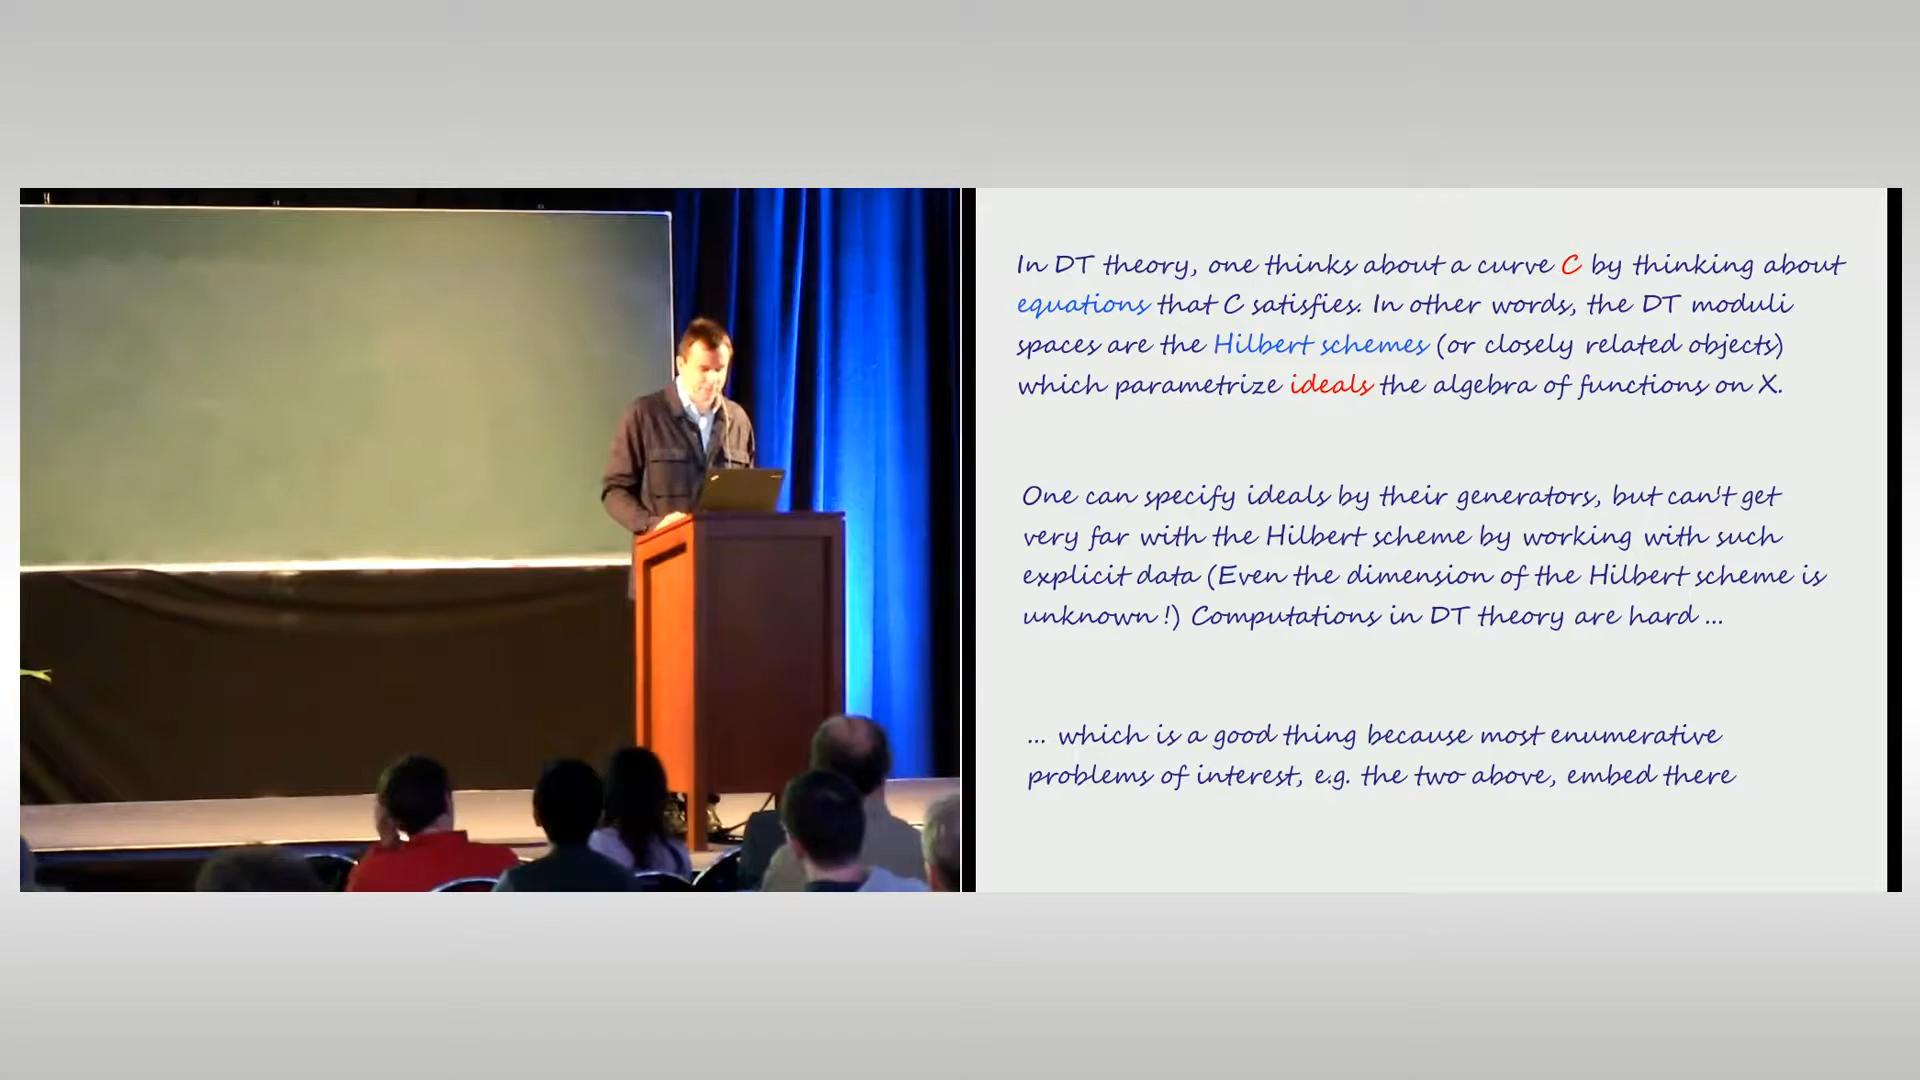 In DT theory, one thinks about a curve C by thinking about
equations that C satisfies. In other words, the DT moduli
spaces are the Hilbert schemes (or closely related objects)
which parametrize ideals the algebra of functions on X.
One can specify ideals by their generators, but can't get
very far with the Hilbert scheme by working with such
explicit data (Even the dimension of the Hilbert scheme is
unknown!) Computations in DT theory are hard ...
... which is a good thing because most enumerative
problems of interest, e.g. the two above, embed there